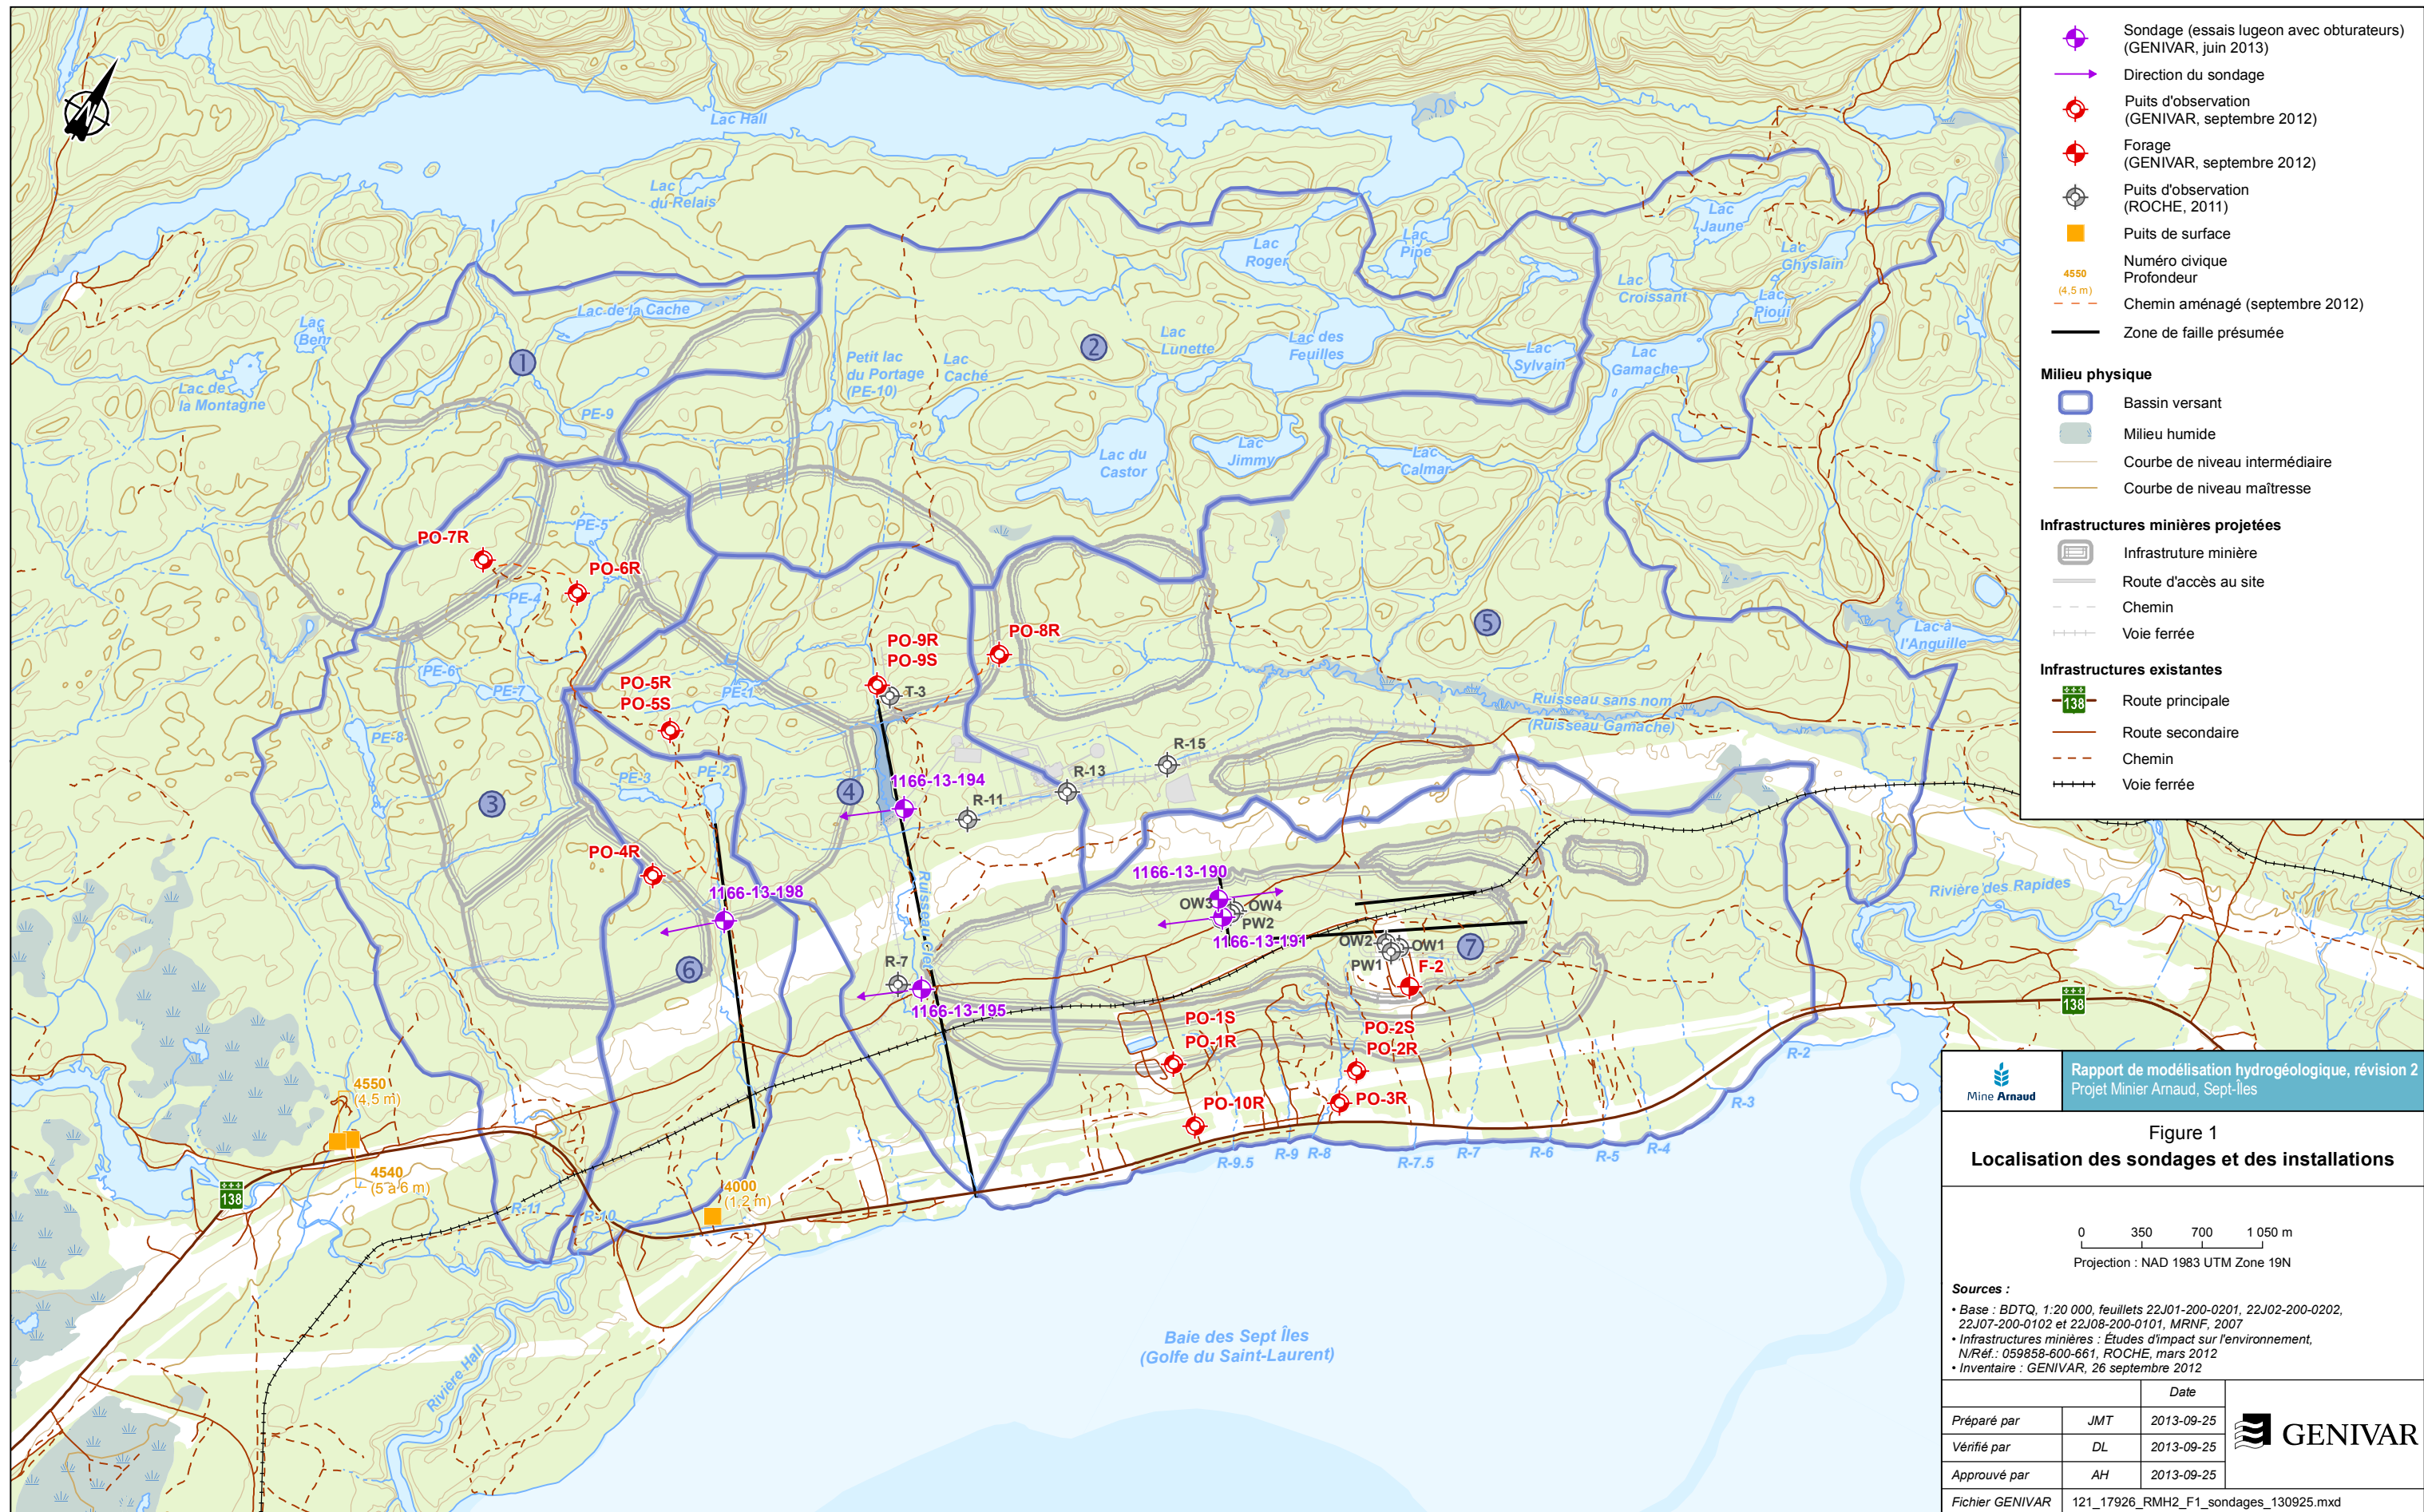 Lac Hall
Lac
du Relais
Lac
Roger
Lac
Pipe
Lac
Jaune
Lac
Ghyslain
Lac
Croissant
Lac
Pioui
Lac
Ben
Lac de la Cache
1
2
Lac de
la Montagne
PE-9
Petit lac
du Portage
(PE-10)
Lac
Caché
Lac
Lunette
Lac des
Feuilles
Lac
Sylvain
Lac
Gamache
Lac du
Castor
Lac
Jimmy
Lac
Calmar
PO-7R
PE-5
PO-6R
PE-4
PO-9R
PO-9S
PO-8R
5
Lac à
l'Anguille
PE-6
PE-7
PO-5R
PO-5S
PE-1
T-3
Ruisseau sans nom
(Ruisseau Gamache)
PE-8
PE-3
PE-2
R-15
R-13
1166-13-194
R-11
3
4
PO-4R
1166-13-198
Ruisseau Clet
1166-13-190
OW3
OW4
PW2
1166-13-191
OW2
OW1
PW1
7
F-2
Rivière des Rapides
6
R-7
1166-13-195
PO-1S
PO-1R
PO-2S
PO-2R
PO-10R
PO-3R
138
R-2
R-3
R-4
R-5
R-6
R-7
R-7.5
R-8
R-9
R-9.5
4550
(4,5 m)
4540
(5 à 6 m)
138
4000
(1,2 m)
R-11
R-10
Rivière Hall
Baie des Sept Îles
(Golfe du Saint-Laurent)
Sondage (essais lugeon avec obturateurs)
(GENIVAR, juin 2013)
Direction du sondage
Puits d'observation
(GENIVAR, septembre 2012)
Forage
(GENIVAR, septembre 2012)
Puits d'observation
(ROCHE, 2011)
Puits de surface
4550
(4,5 m)
Numéro civique
Profondeur
Chemin aménagé (septembre 2012)
Zone de faille présumée
Milieu physique
Bassin versant
Milieu humide
Courbe de niveau intermédiaire
Courbe de niveau maîtresse
Infrastructures minières projetées
Infrastruture minière
Route d'accès au site
Chemin
Voie ferrée
Infrastructures existantes
138
Route principale
Route secondaire
Chemin
Voie ferrée
Mine Arnaud
Rapport de modélisation hydrogéologique, révision 2
Projet Minier Arnaud, Sept-Îles
Figure 1
Localisation des sondages et des installations
0 350 700 1 050 m
Projection : NAD 1983 UTM Zone 19N
Sources :
• Base : BDTQ, 1:20 000, feuillets 22J01-200-0201, 22J02-200-0202,
22J07-200-0102 et 22J08-200-0101, MRNF, 2007
• Infrastructures minières : Études d'impact sur l'environnement,
N/Réf.: 059858-600-661, ROCHE, mars 2012
• Inventaire : GENIVAR, 26 septembre 2012
Date
Préparé par JMT 2013-09-25
Vérifié par DL 2013-09-25
Approuvé par AH 2013-09-25
GENIVAR
Fichier GENIVAR 121_17926_RMH2_F1_sondages_130925.mxd